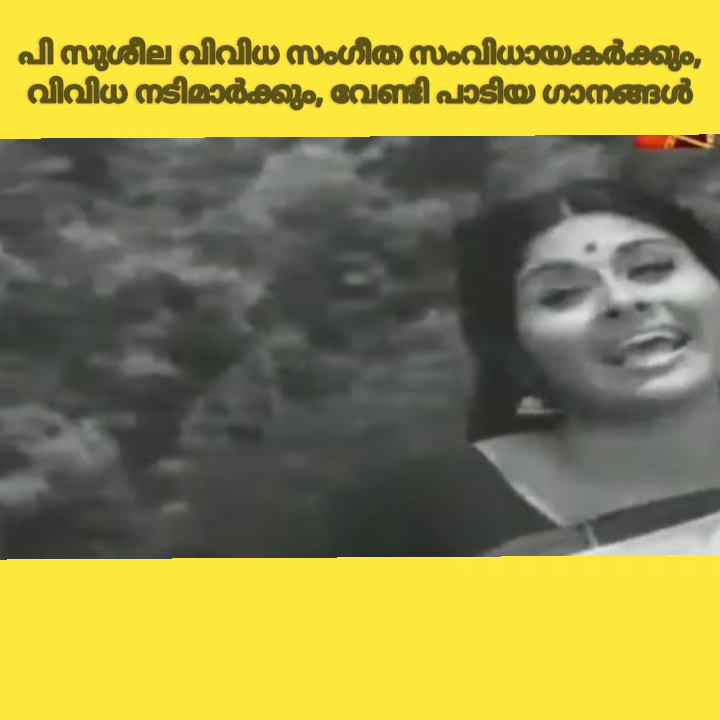 പി സുശീല വിവിധ സംഗീത സംവിധായകർക്കും,
വിവിധ നടിമാർക്കും, വേണ്ടി പാടിയ ഗാനങ്ങൾ